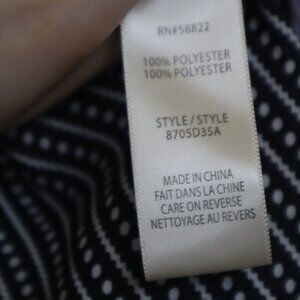 RN#58822
100% POLYESTER
100% POLYESTER
STYLE / STYLE
8705D35A
MADE IN CHINA
FAIT DANS LA CHINE
CARE ON REVERSE
NETTOYAGE AU REVERS